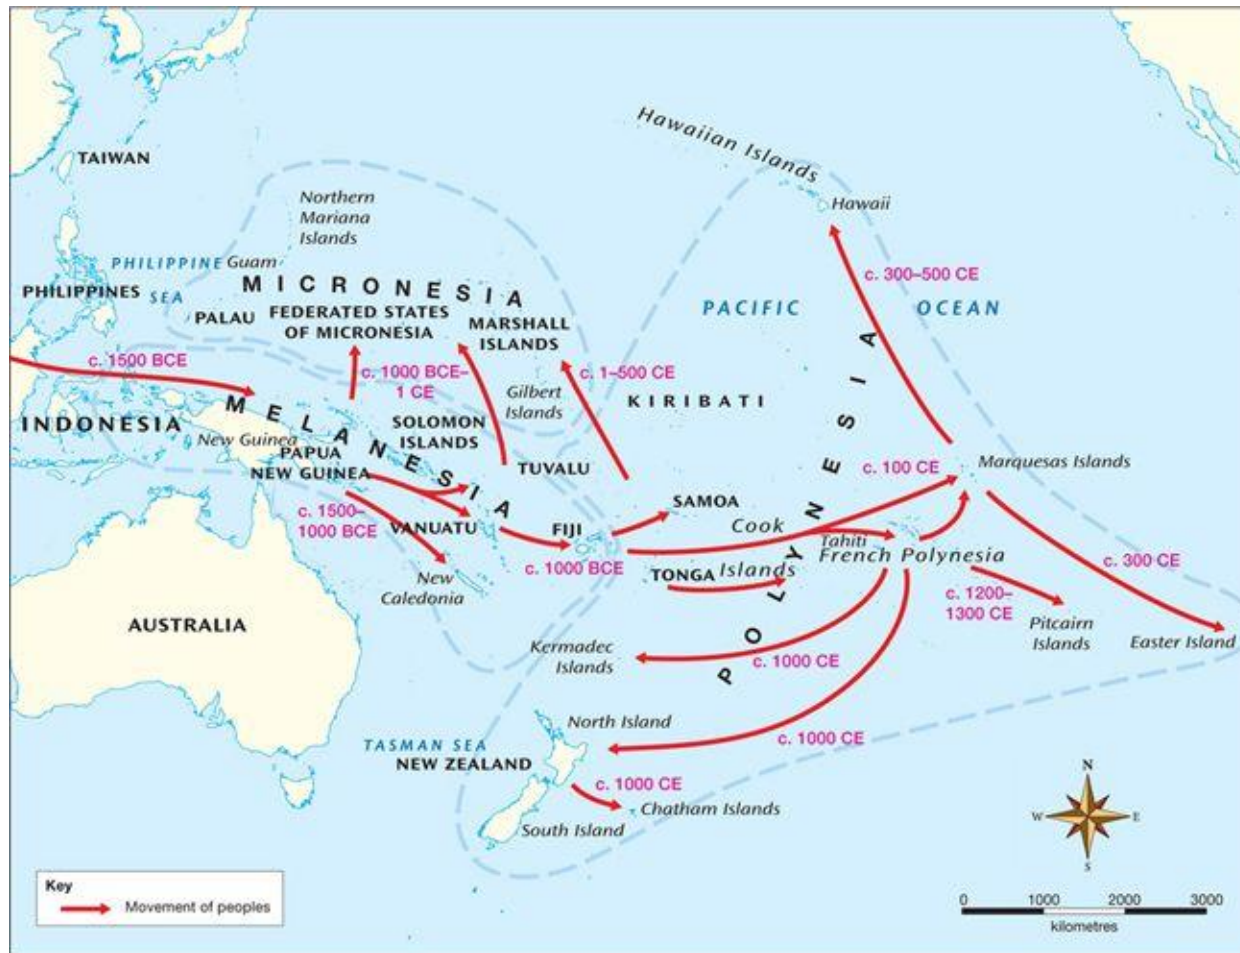 Hawaiian Islands
TAIWAN
Hawaii
Northern
Mariana
Islands
PHILIPPINE
SEA
Guam
c. 300–500 CE
MICRONESIA
PHILIPPINES
PALAU
FEDERATED STATES
OF MICRONESIA
MARSHALL
ISLANDS
PACIFIC OCEAN
c. 1500 BCE
c. 1000 BCE–
1 CE
c. 1–500 CE
Gilbert
Islands
KIRIBATI
INDONESIA
MELANESIA
New Guinea
PAPUA
NEW GUINEA
SOLOMON
ISLANDS
TUVALU
POLYNESIA
c. 100 CE
Marquesas Islands
c. 1500–
1000 BCE
VANUATU
FIJI
SAMOA
Cook
Islands
Tahiti
French Polynesia
c. 1000 BCE
TONGA
New
Caledonia
c. 300 CE
c. 1200–
1300 CE
Pitcairn
Islands
Easter Island
AUSTRALIA
Kermadec
Islands
c. 1000 CE
North Island
TASMAN SEA
NEW ZEALAND
c. 1000 CE
c. 1000 CE
Chatham Islands
South Island
N
W
E
S
Key
Movement of peoples
0 1000 2000 3000
kilometres